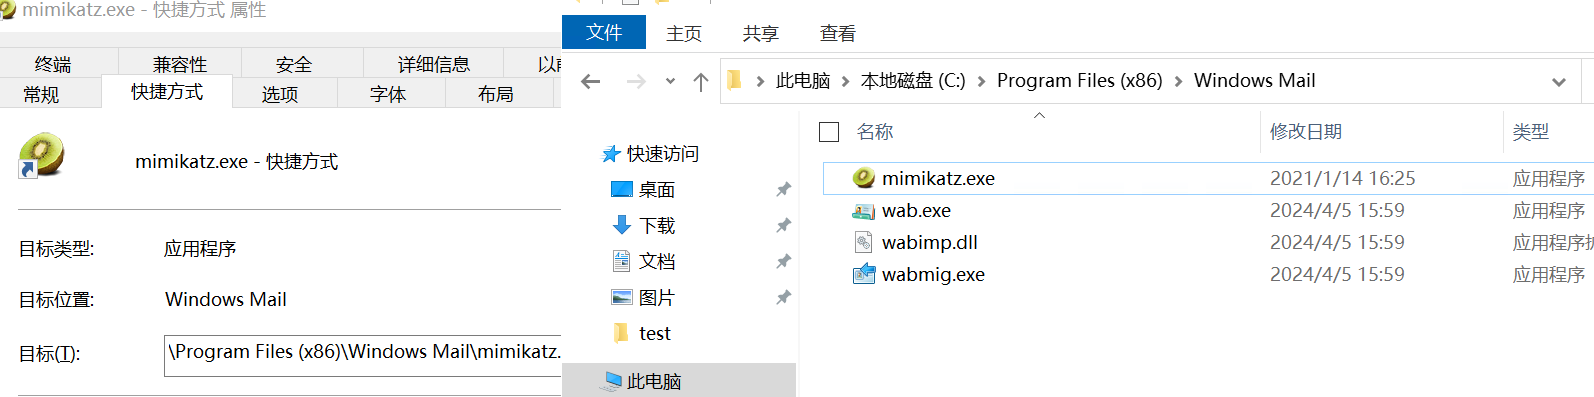 mimikatz.exe - 快捷方式 属性
终端 兼容性 安全 详细信息
常规 快捷方式 选项 字体 布局
mimikatz.exe - 快捷方式
目标类型: 应用程序
目标位置: Windows Mail
目标(T): \Program Files (x86)\Windows Mail\mimikatz.
文件 主页 共享 查看
此电脑 本地磁盘 (C:) Program Files (x86) Windows Mail
名称 修改日期 类型
快速访问
桌面
下载
文档
图片
test
此电脑
mimikatz.exe 2021/1/14 16:25 应用程序
wab.exe 2024/4/5 15:59 应用程序
wabimp.dll 2024/4/5 15:59 应用程序
wabmig.exe 2024/4/5 15:59 应用程序